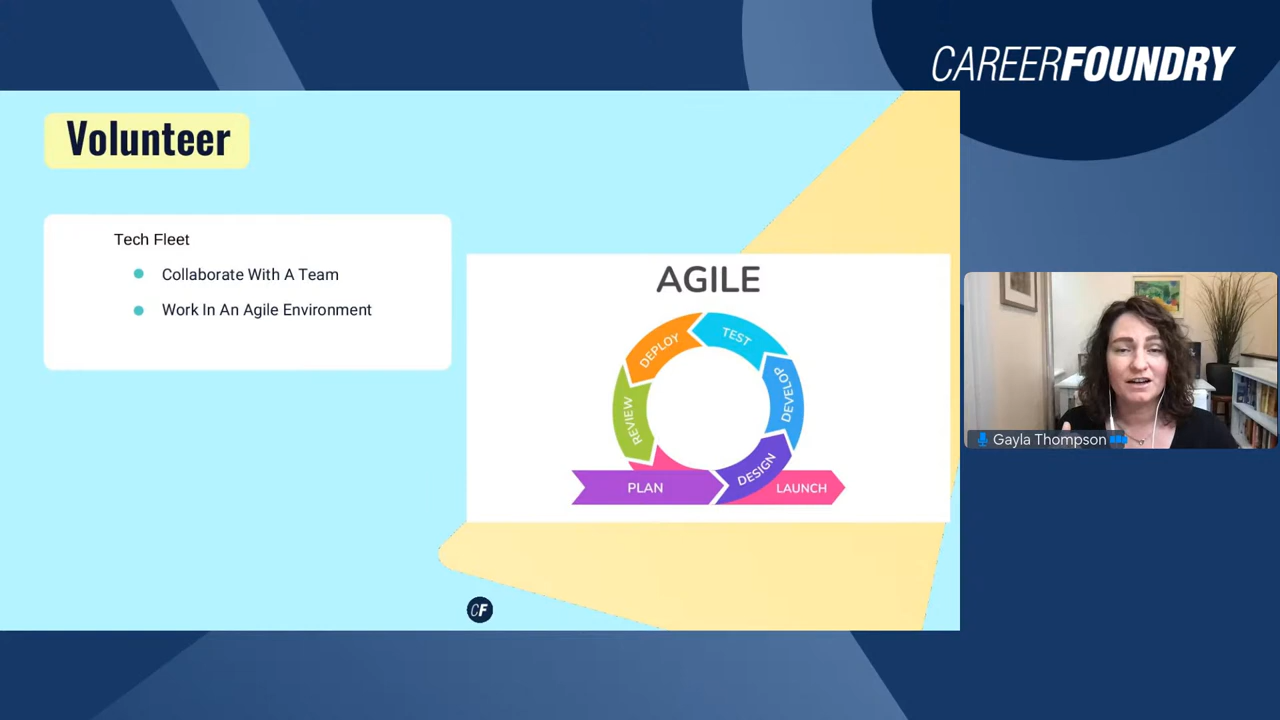 CAREERFOUNDRY
Volunteer
Tech Fleet
Collaborate With A Team
Work In An Agile Environment
AGILE
TEST
DEPLOY
DEVELOP
REVIEW
DESIGN
PLAN
LAUNCH
Gayla Thompson
CF